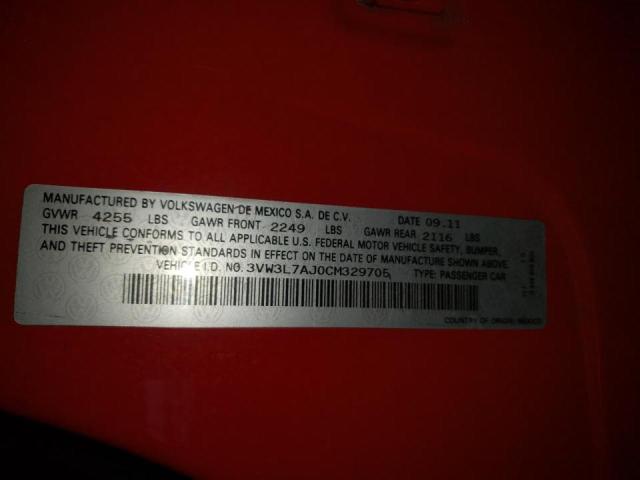 MANUFACTURED BY VOLKSWAGEN DE MEXICO S.A. DE C.V. DATE 09.11
GVWR 4255 LBS GAWR FRONT 2249 LBS GAWR REAR 2116 LBS
THIS VEHICLE CONFORMS TO ALL APPLICABLE U.S. FEDERAL MOTOR VEHICLE SAFETY, BUMPER,
AND THEFT PREVENTION STANDARDS IN EFFECT ON THE DATE OF MANUFACTURE SHOWN ABOVE.
VEHICLE I.D. NO. 3VW3L7AJ0CM329705 TYPE: PASSENGER CAR
COUNTRY OF ORIGIN: MEXICO